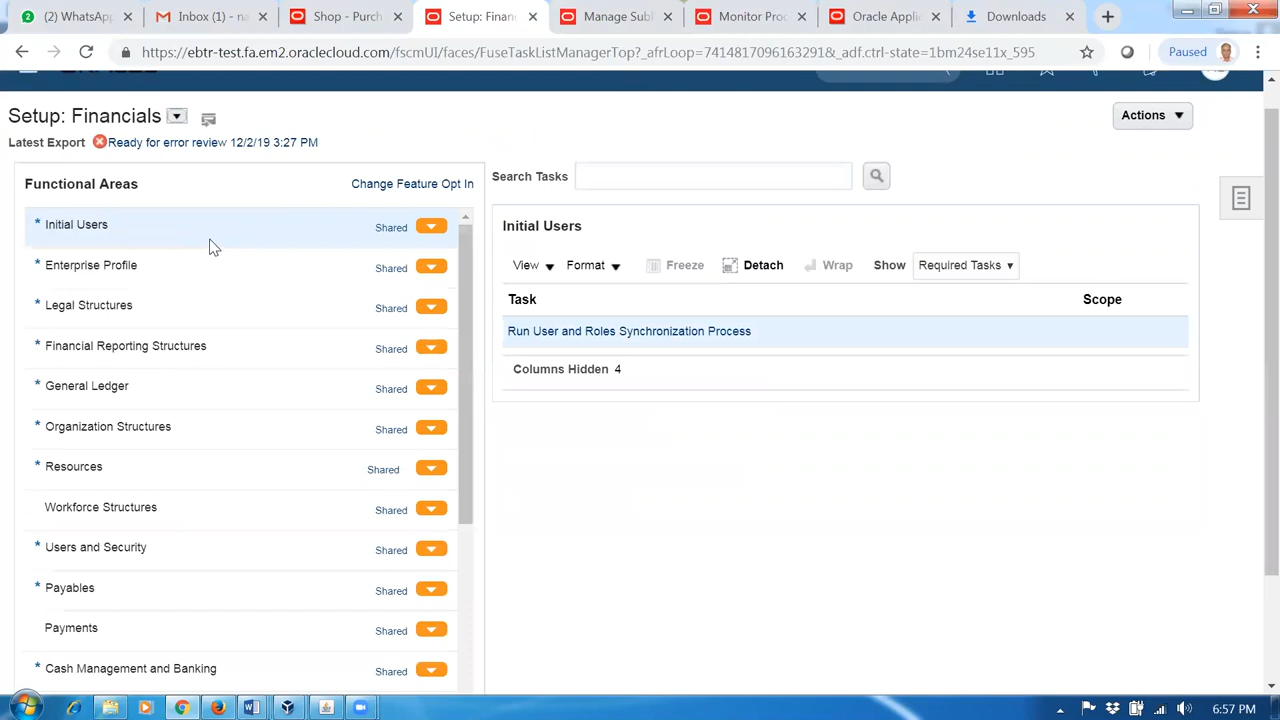 (2) WhatsApp
Inbox (1) - na
Shop - Purch
Setup: Finan
Manage Subl
Monitor Proc
Oracle Appli
Downloads
https://ebtr-test.fa.em2.oraclecloud.com/fscmUI/faces/FuseTaskListManagerTop?_afrLoop=7414817096163291&_adf.ctrl-state=1bm24se11x_595
Paused
Setup: Financials
Actions
Latest Export Ready for error review 12/2/19 3:27 PM
Functional Areas
Change Feature Opt In
* Initial Users Shared
* Enterprise Profile Shared
* Legal Structures Shared
* Financial Reporting Structures Shared
* General Ledger Shared
* Organization Structures Shared
* Resources Shared
Workforce Structures Shared
* Users and Security Shared
* Payables Shared
Payments Shared
* Cash Management and Banking Shared
Search Tasks
Initial Users
View Format Freeze Detach Wrap Show Required Tasks
Task Scope
Run User and Roles Synchronization Process
Columns Hidden 4
6:57 PM